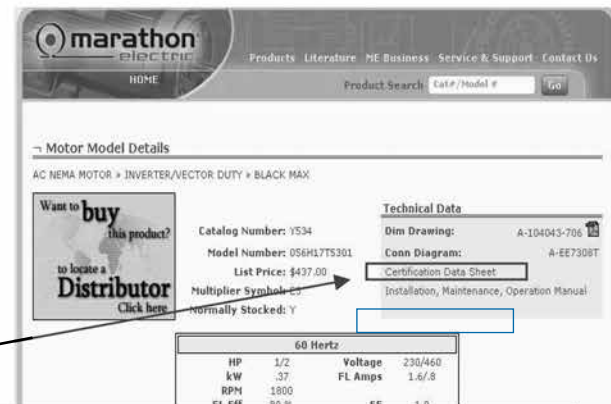 marathon
electric
Products Literature ME Business Service & Support Contact Us
HOME
Product Search Cat#/Model # Go
¬ Motor Model Details
AC NEMA MOTOR » INVERTER/VECTOR DUTY » BLACK MAX
Want to buy
this product?
to locate a
Distributor
Click here
Catalog Number: Y534
Model Number: 056H17T5301
List Price: $437.00
Multiplier Symbol:
Normally Stocked: Y
Technical Data
Dim Drawing: A-104043-706
Conn Diagram: A-EE7308T
Certification Data Sheet
Installation, Maintenance, Operation Manual
60 Hertz
HP 1/2 Voltage 230/460
kW .37 FL Amps 1.6/.8
RPM 1800